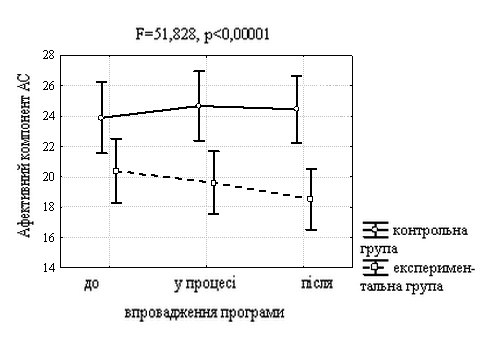 F=51,828, p<0,00001
Афективний компонент АС
28
26
24
22
20
18
16
14
до у процесі після
впровадження програми
контрольна
група
експеримен-
тальна група